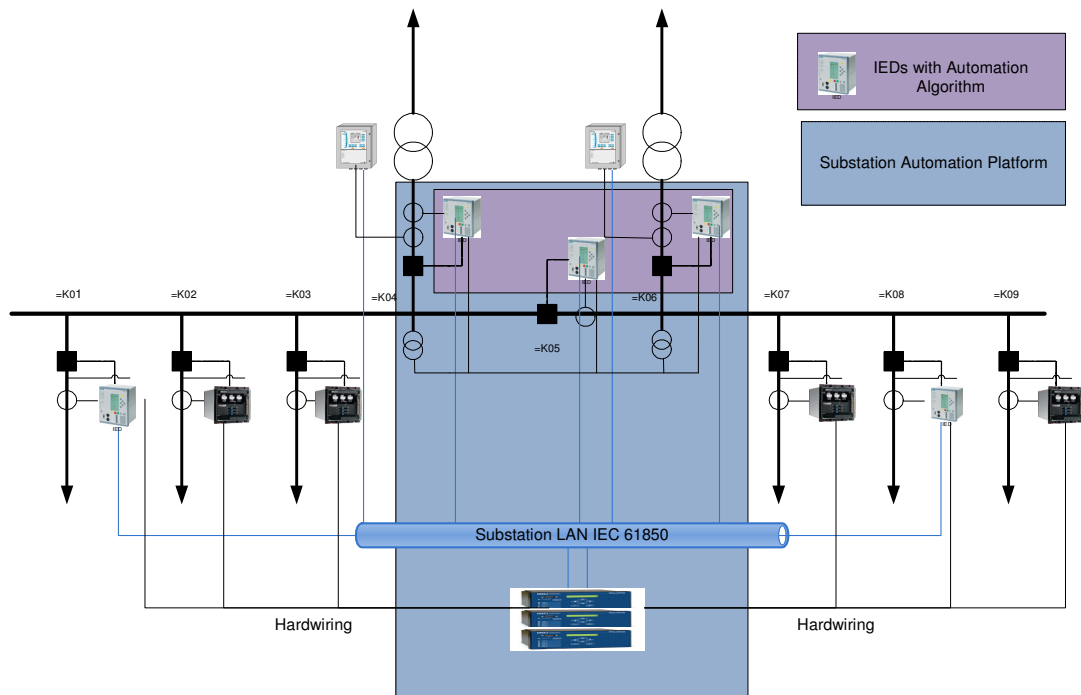 IEDs with Automation
Algorithm
Substation Automation Platform
=K01
=K02
=K03
=K04
=K05
=K06
=K07
=K08
=K09
Substation LAN IEC 61850
Hardwiring
Hardwiring